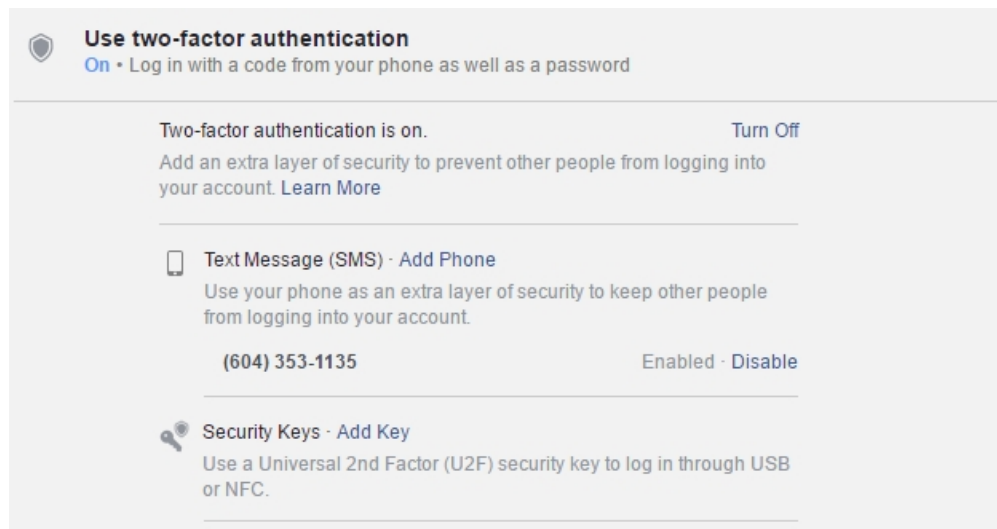 Use two-factor authentication
On • Log in with a code from your phone as well as a password
Two-factor authentication is on. Turn Off
Add an extra layer of security to prevent other people from logging into
your account. Learn More
Text Message (SMS) · Add Phone
Use your phone as an extra layer of security to keep other people
from logging into your account.
(604) 353-1135 Enabled · Disable
Security Keys · Add Key
Use a Universal 2nd Factor (U2F) security key to log in through USB
or NFC.